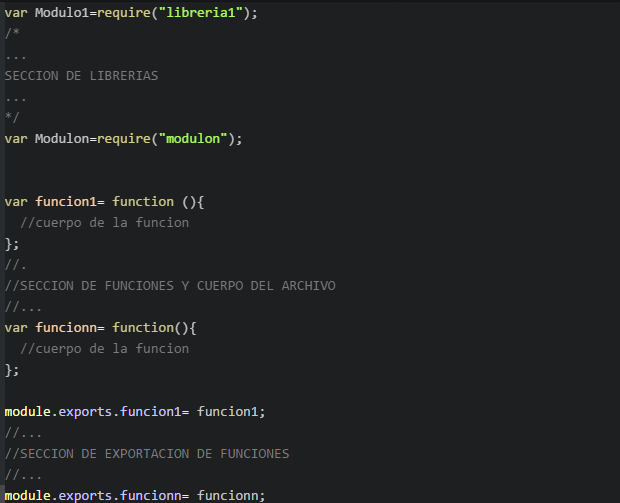 var Modulo1=require("libreria1");
/*
...
SECCION DE LIBRERIAS
...
*/
var Modulon=require("modulon");
var funcion1= function (){
//cuerpo de la funcion
};
//.
//SECCION DE FUNCIONES Y CUERPO DEL ARCHIVO
//...
var funcionn= function(){
//cuerpo de la funcion
};
module.exports.funcion1= funcion1;
//...
//SECCION DE EXPORTACION DE FUNCIONES
//...
module.exports.funcionn= funcionn;